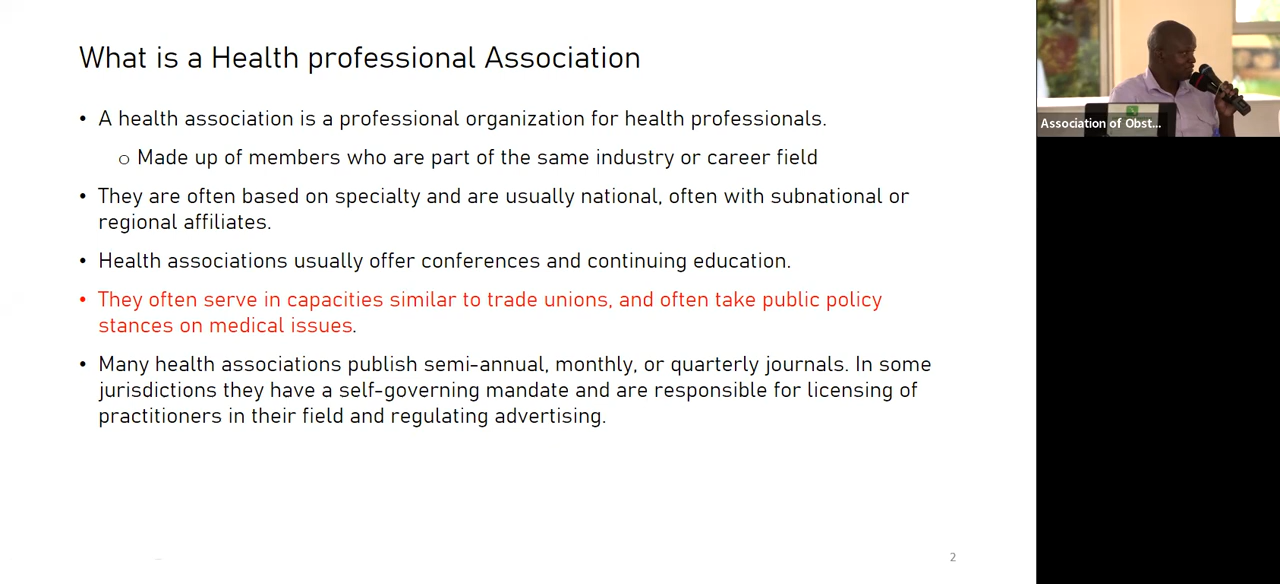 What is a Health professional Association
• A health association is a professional organization for health professionals.
o Made up of members who are part of the same industry or career field
• They are often based on specialty and are usually national, often with subnational or
regional affiliates.
• Health associations usually offer conferences and continuing education.
• They often serve in capacities similar to trade unions, and often take public policy
stances on medical issues.
• Many health associations publish semi-annual, monthly, or quarterly journals. In some
jurisdictions they have a self-governing mandate and are responsible for licensing of
practitioners in their field and regulating advertising.
2
Association of Obst...